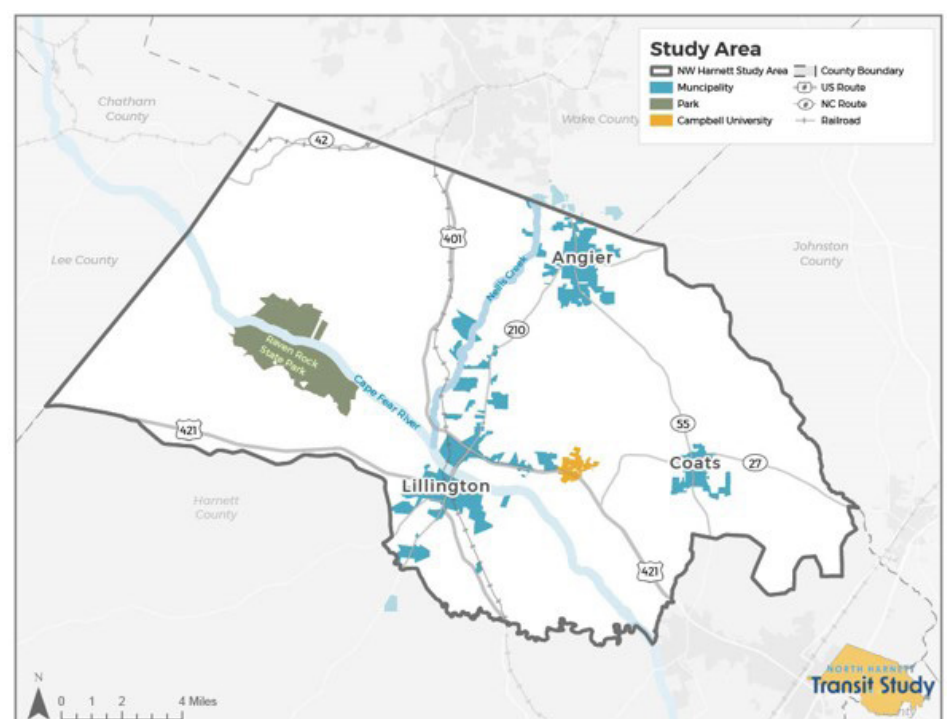 Study Area
NW Harnett Study Area
County Boundary
Muncipality
US Route
Park
NC Route
Campbell University
Railroad
Chatham
County
Wake County
42
401
Lee County
Johnston
County
Angier
Neills Creek
210
Raven Rock
State Park
Cape Fear River
421
55
Coats
27
Lillington
Harnett
County
421
N
0 1 2 4 Miles
NORTH HARNETT
Transit Study
County